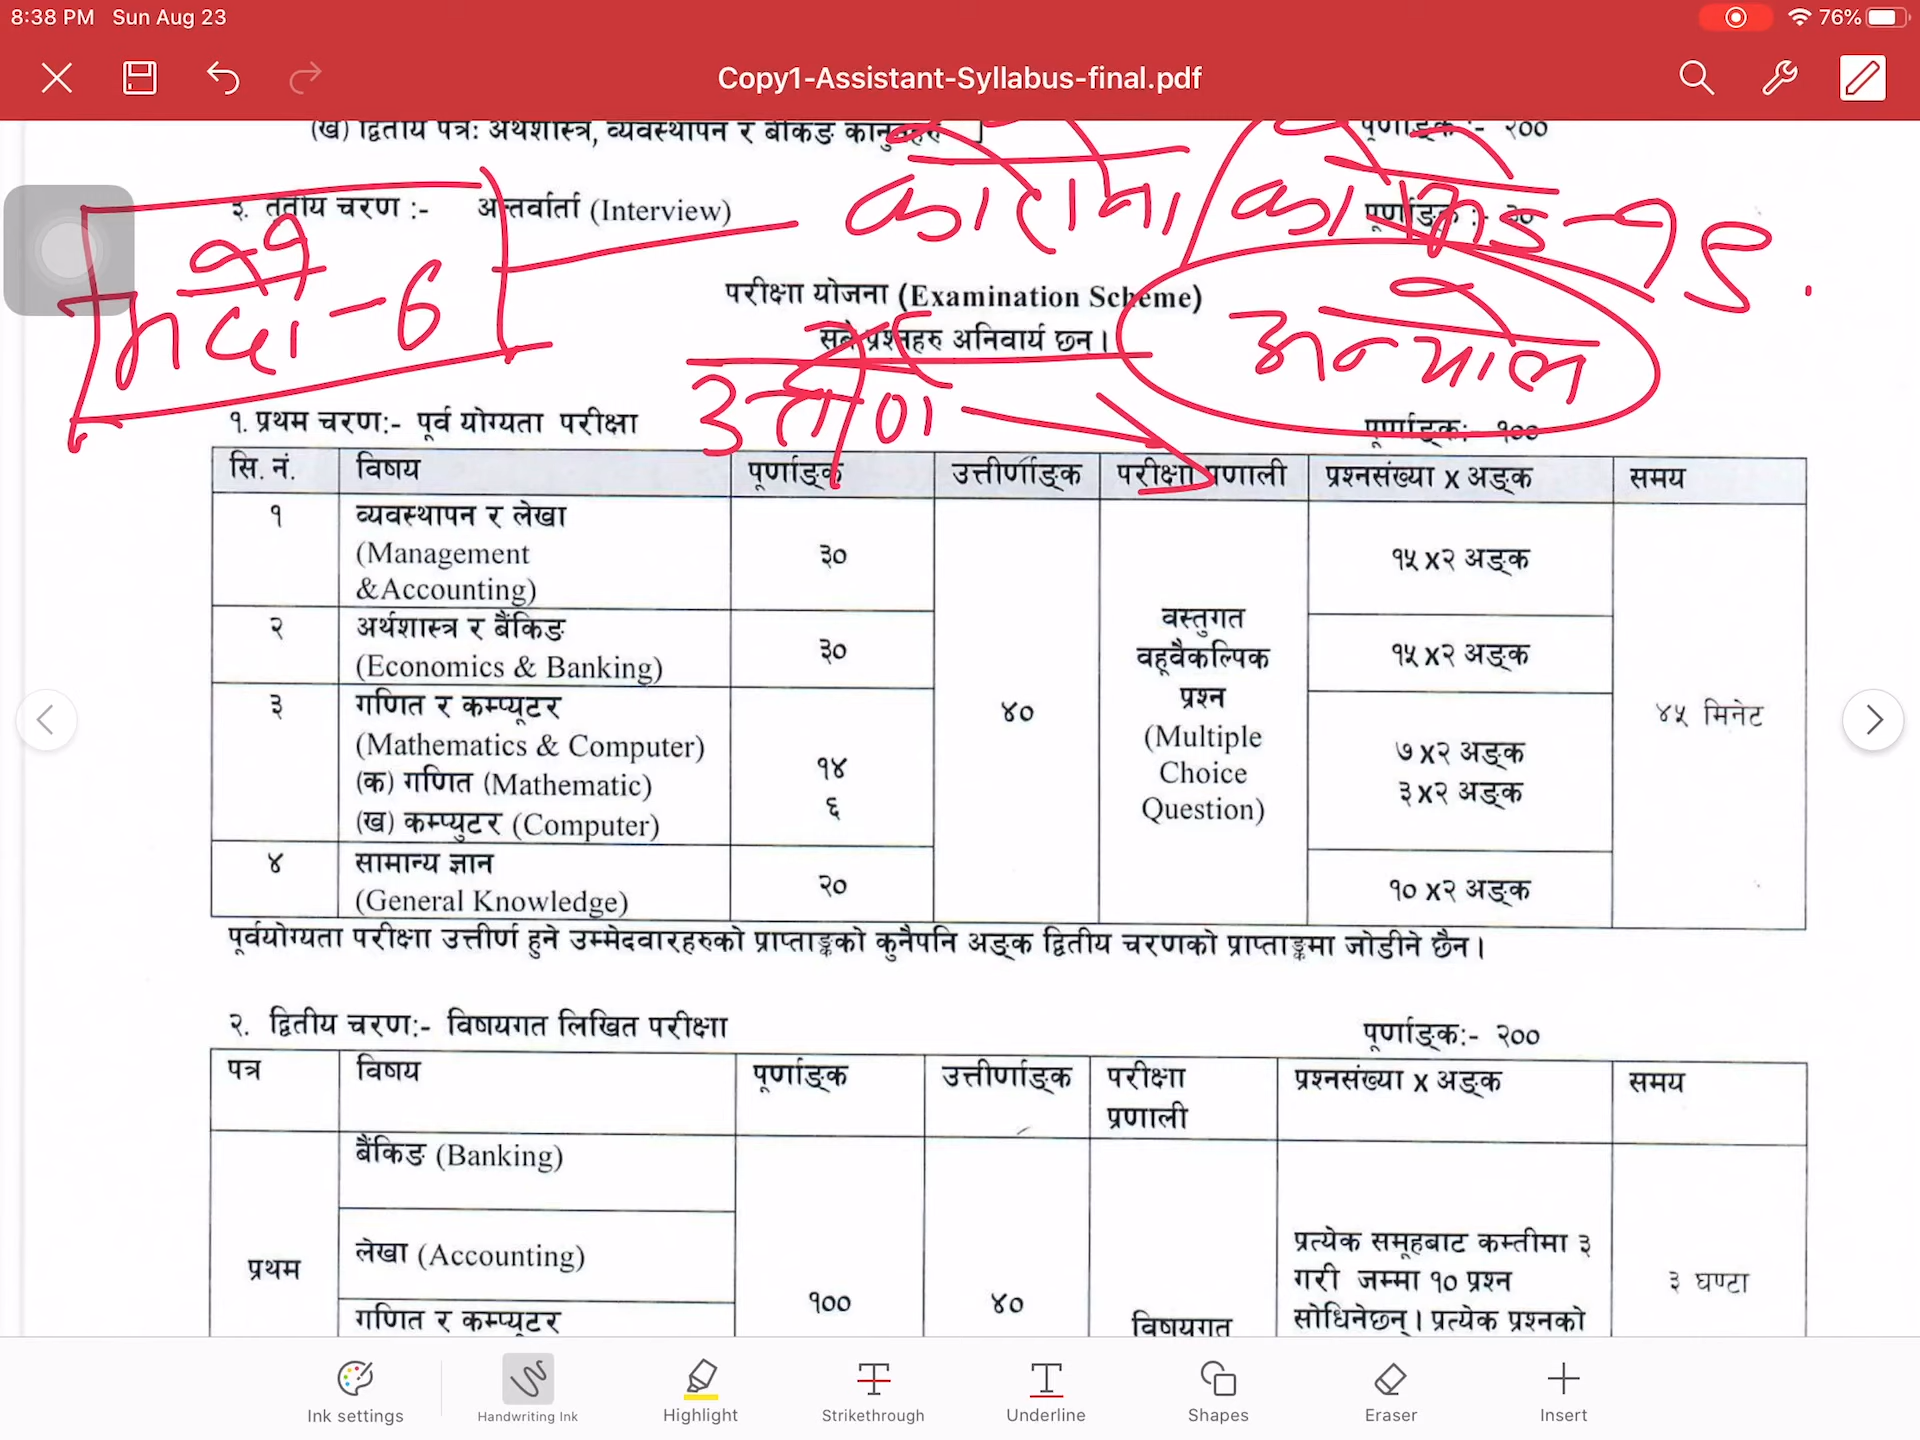 8:38 PM Sun Aug 23
76%
Copy1-Assistant-Syllabus-final.pdf
(ख) द्वितीय पत्र: अर्थशास्त्र, व्यवस्थापन र बैंकिङ कानुनहरु
पूर्णाङ्क :- २००
३. तृतीय चरण :- अन्तर्वार्ता (Interview)
पूर्णाङ्क :- ३०
परीक्षा योजना (Examination Scheme)
सबै प्रश्नहरु अनिवार्य छन्।
१. प्रथम चरण:- पूर्व योग्यता परीक्षा
पूर्णाङ्क:- १००
सि. नं. विषय पूर्णाङ्क उत्तीर्णाङ्क परीक्षा प्रणाली प्रश्नसंख्या X अङ्क समय
१ व्यवस्थापन र लेखा
(Management
&Accounting)
३०
१५ X२ अङ्क
२ अर्थशास्त्र र बैंकिङ
(Economics & Banking)
३०
१५ X२ अङ्क
३ गणित र कम्प्यूटर
(Mathematics & Computer)
(क) गणित (Mathematic)
१४
७ X२ अङ्क
(ख) कम्प्युटर (Computer)
६
३ X२ अङ्क
४ सामान्य ज्ञान
(General Knowledge)
२०
१० X२ अङ्क
४०
वस्तुगत
वहूवैकल्पिक
प्रश्न
(Multiple
Choice
Question)
४५ मिनेट
पूर्वयोग्यता परीक्षा उत्तीर्ण हुने उम्मेदवारहरुको प्राप्ताङ्कको कुनैपनि अङ्क द्वितीय चरणको प्राप्ताङ्कमा जोडीने छैन।
२. द्वितीय चरण:- विषयगत लिखित परीक्षा
पूर्णाङ्क:- २००
पत्र विषय पूर्णाङ्क उत्तीर्णाङ्क परीक्षा
प्रणाली
प्रश्नसंख्या X अङ्क समय
प्रथम
बैंकिङ (Banking)
लेखा (Accounting)
गणित र कम्प्यूटर
१००
४०
विषयगत
प्रत्येक समूहबाट कम्तीमा ३
गरी जम्मा १० प्रश्न
सोधिनेछन्। प्रत्येक प्रश्नको
३ घण्टा
Ink settings
Handwriting Ink
Highlight
Strikethrough
Underline
Shapes
Eraser
Insert